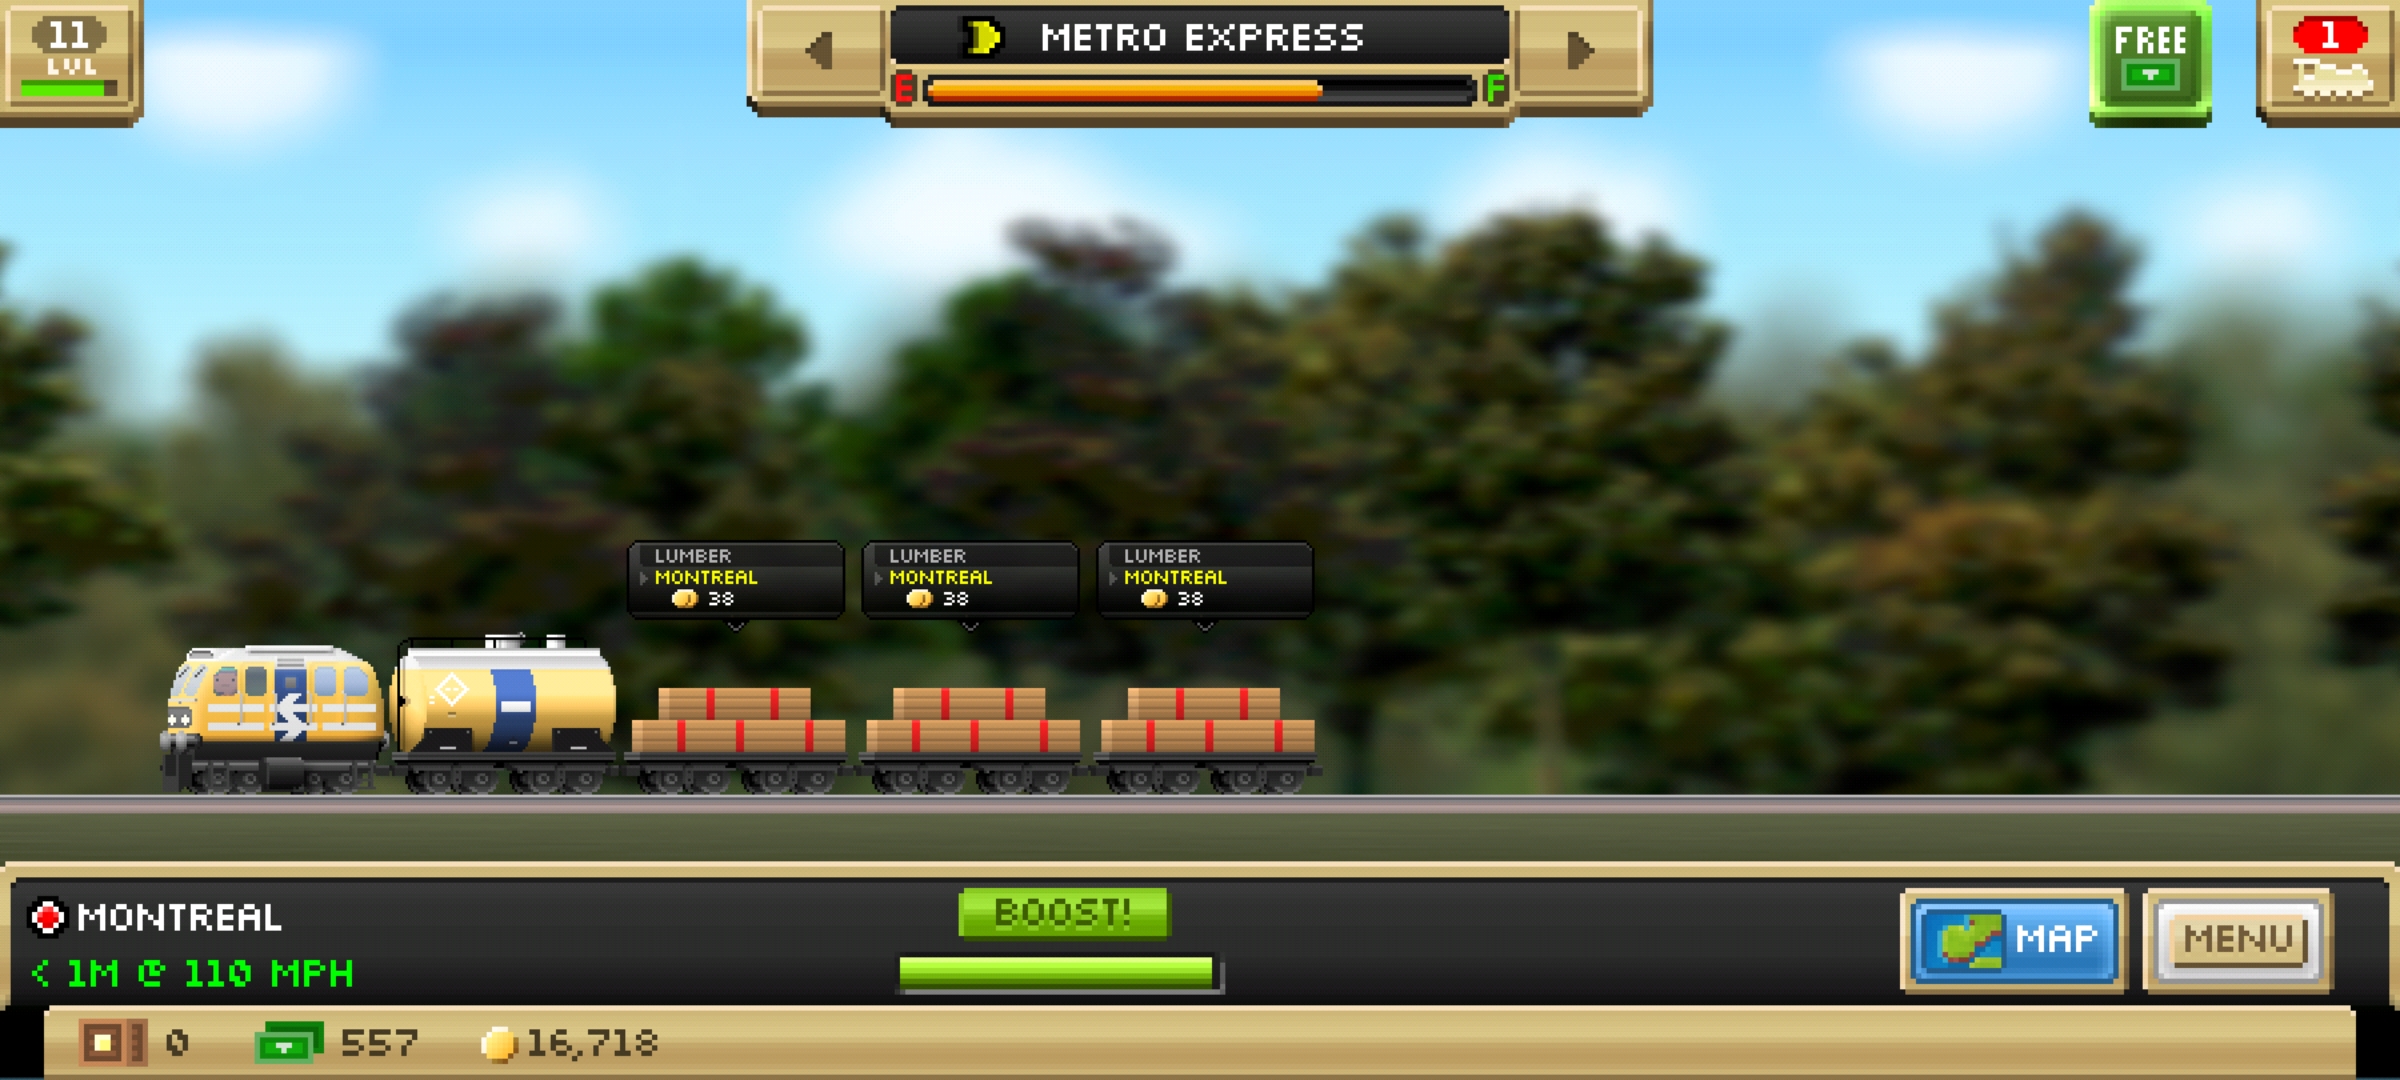 11
LVL
METRO EXPRESS
E F
FREE
1
LUMBER
MONTREAL
38
LUMBER
MONTREAL
38
LUMBER
MONTREAL
38
MONTREAL
< 1M @ 110 MPH
BOOST!
MAP
MENU
0
557
16,718